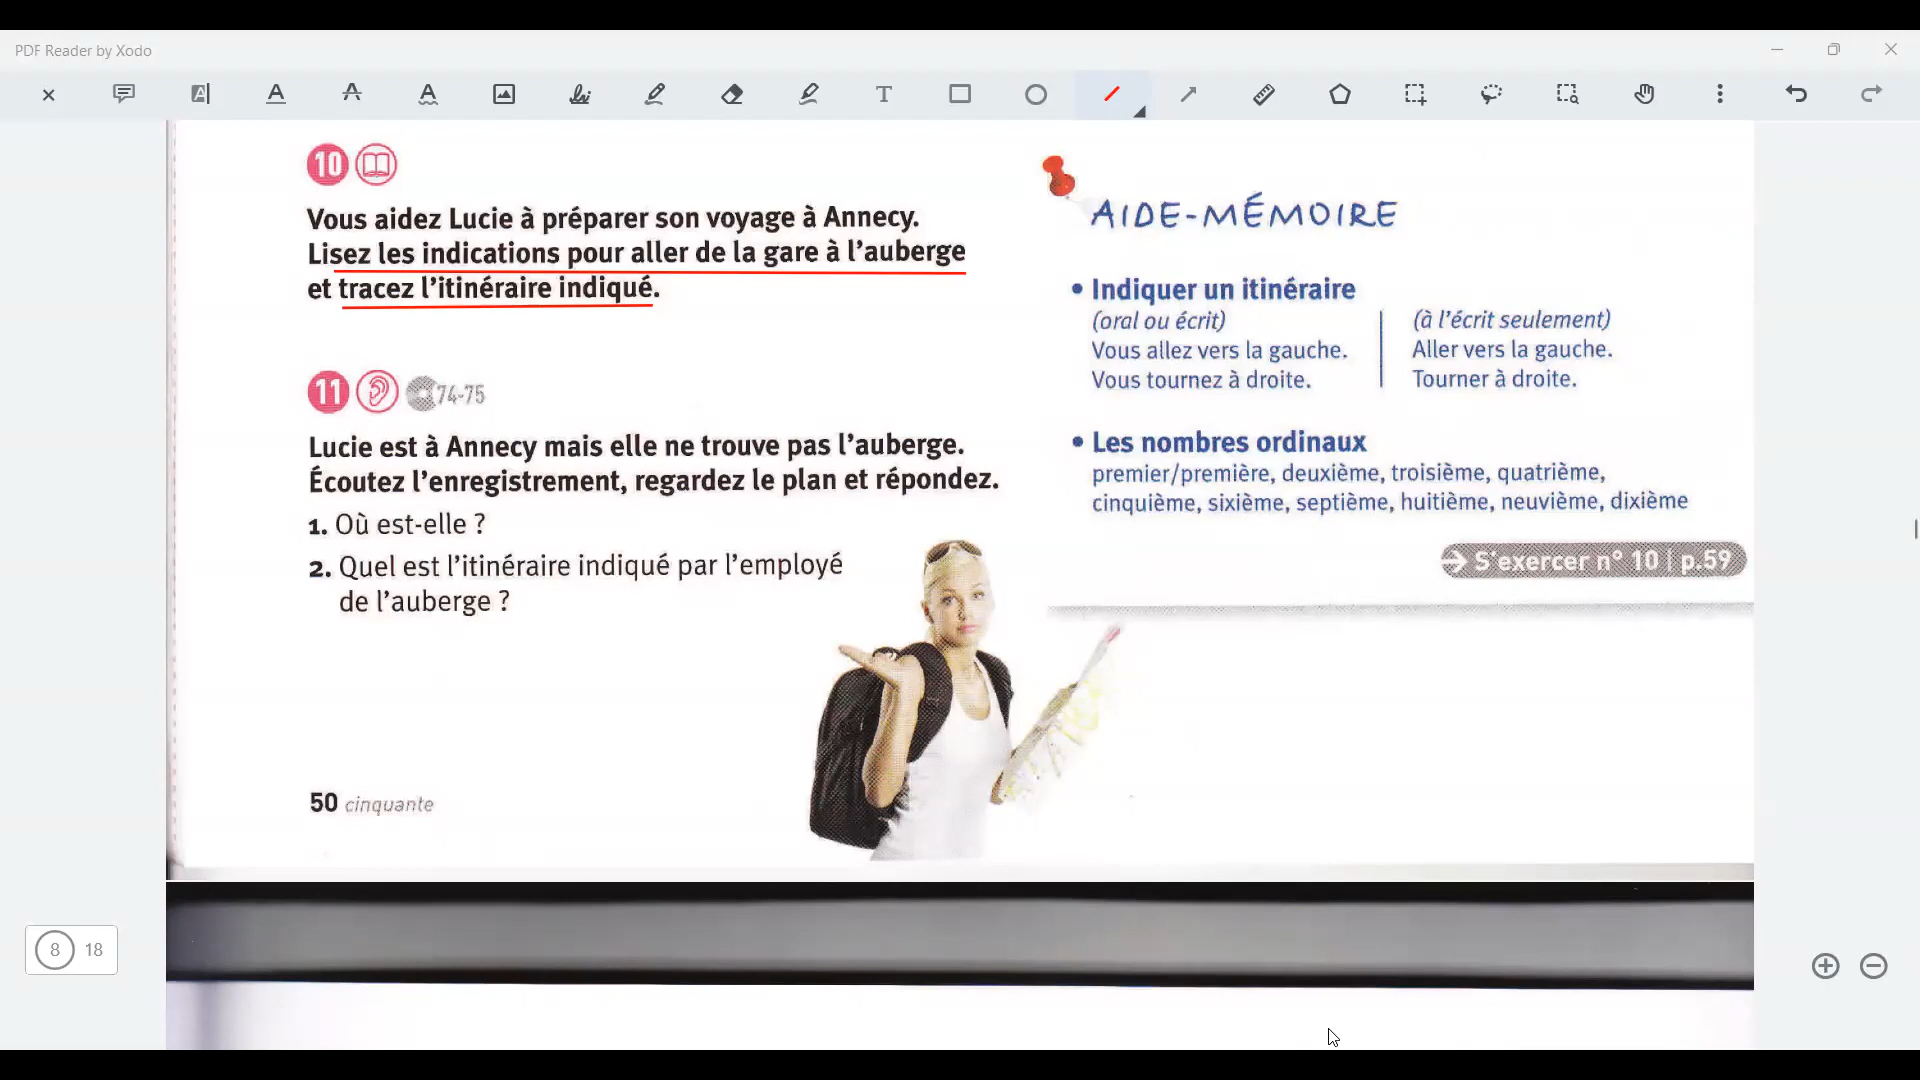 PDF Reader by Xodo
10
Vous aidez Lucie à préparer son voyage à Annecy.
Lisez les indications pour aller de la gare à l'auberge
et tracez l'itinéraire indiqué.
11 74-75
Lucie est à Annecy mais elle ne trouve pas l'auberge.
Écoutez l'enregistrement, regardez le plan et répondez.
1. Où est-elle ?
2. Quel est l'itinéraire indiqué par l'employé
de l'auberge ?
50 cinquante
AIDE-MÉMOIRE
• Indiquer un itinéraire
(oral ou écrit)
Vous allez vers la gauche.
Vous tournez à droite.
(à l'écrit seulement)
Aller vers la gauche.
Tourner à droite.
• Les nombres ordinaux
premier/première, deuxième, troisième, quatrième,
cinquième, sixième, septième, huitième, neuvième, dixième
→ S'exercer n° 10 | p.59
8 18